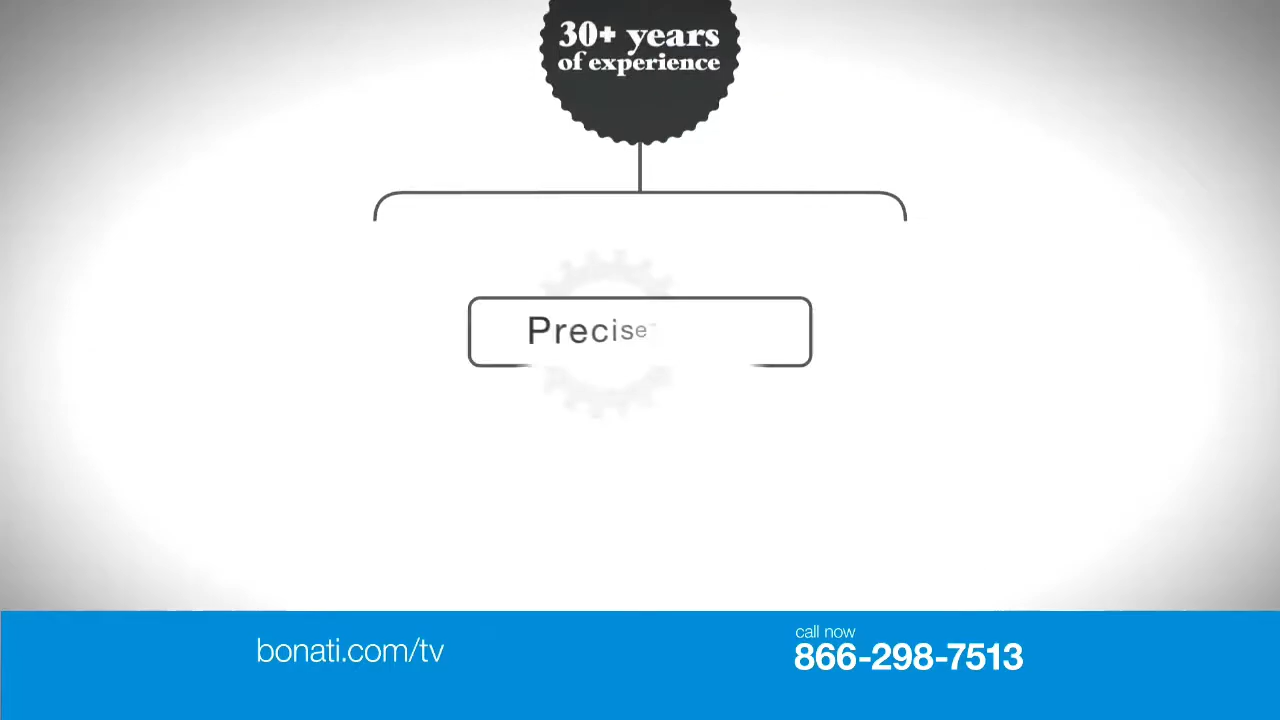 30+ years
of experience
Precise
bonati.com/tv
call now
866-298-7513